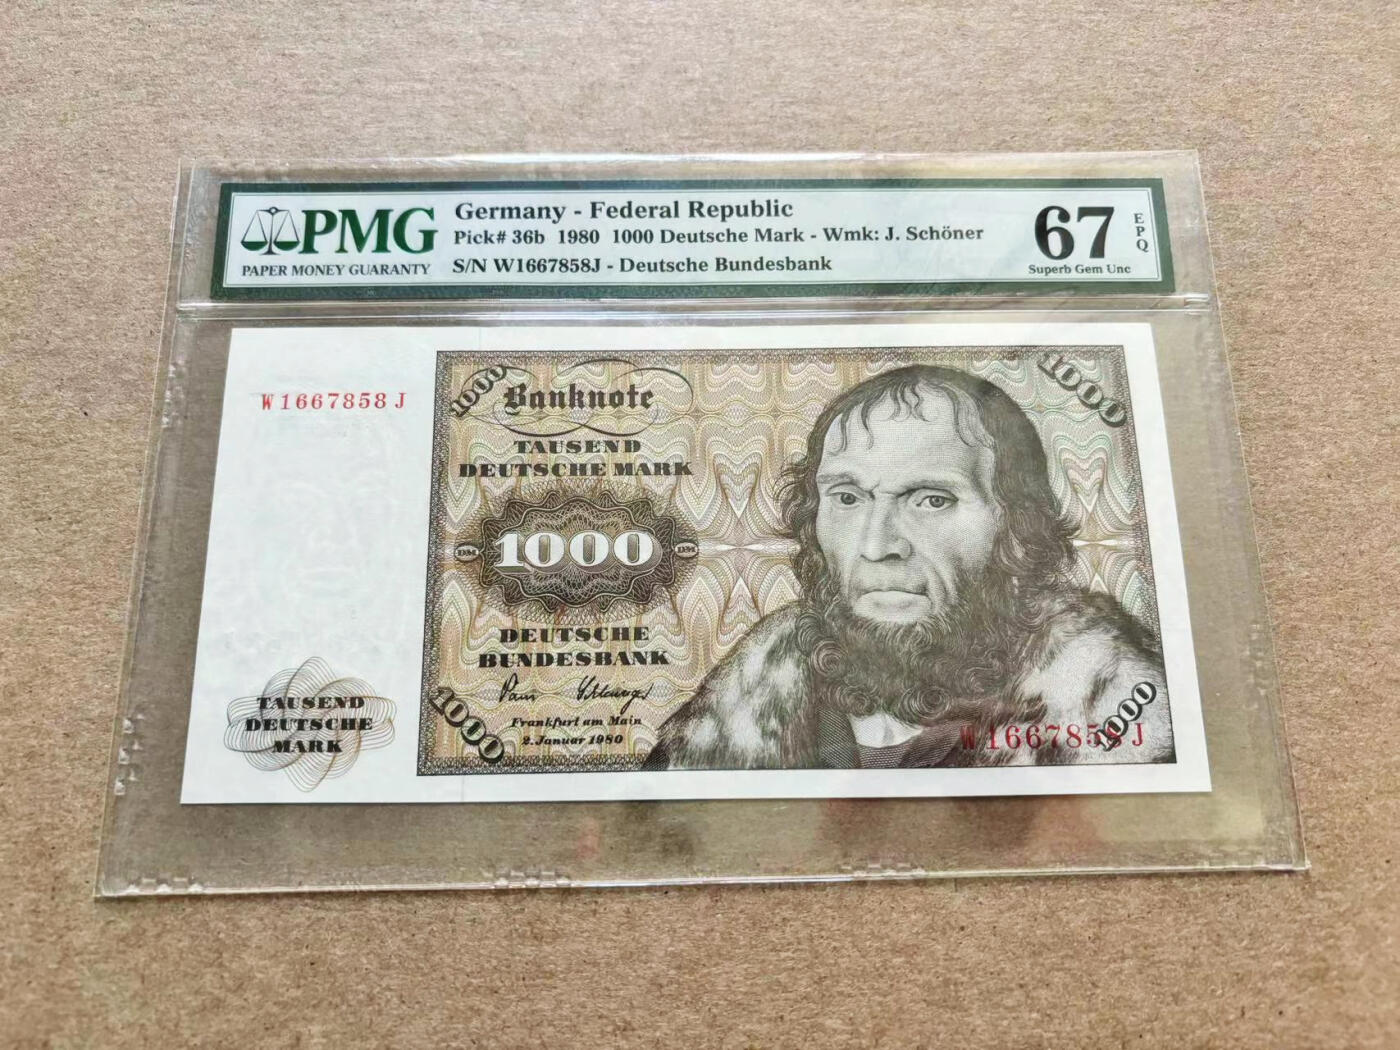 PMG
PAPER MONEY GUARANTY
Germany - Federal Republic
Pick# 36b 1980 1000 Deutsche Mark - Wmk: J. Schöner
S/N W1667858J - Deutsche Bundesbank
67
EPQ
Superb Gem Unc
W1667858J
1000
Banknote
TAUSEND
DEUTSCHE MARK
1000
DM 1000 DM
DEUTSCHE
BUNDESBANK
Frankfurt am Main
2. Januar 1980
1000
TAUSEND
DEUTSCHE
MARK
1000
W1667858J